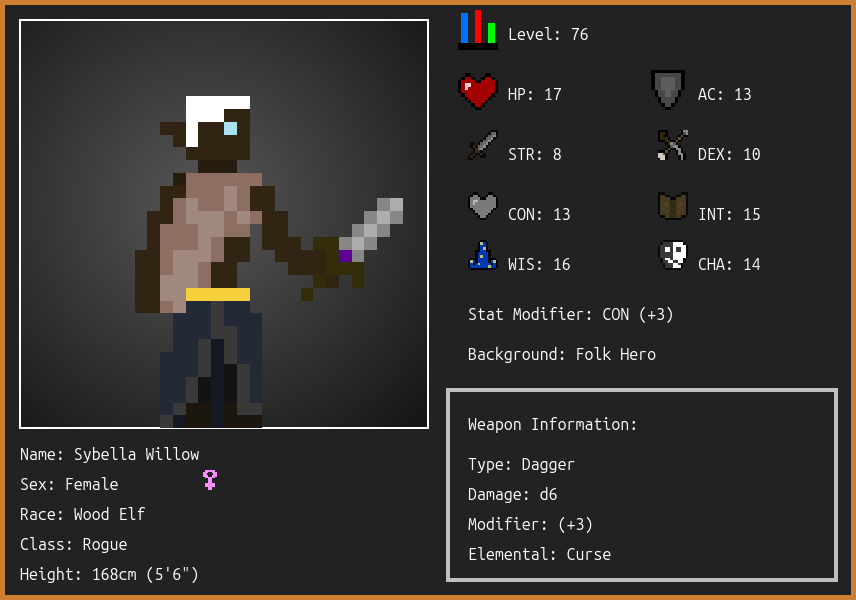 Level: 76
HP: 17
AC: 13
STR: 8
DEX: 10
CON: 13
INT: 15
WIS: 16
CHA: 14
Stat Modifier: CON (+3)
Background: Folk Hero
Weapon Information:
Type: Dagger
Damage: d6
Modifier: (+3)
Elemental: Curse
Name: Sybella Willow
Sex: Female
Race: Wood Elf
Class: Rogue
Height: 168cm (5'6")